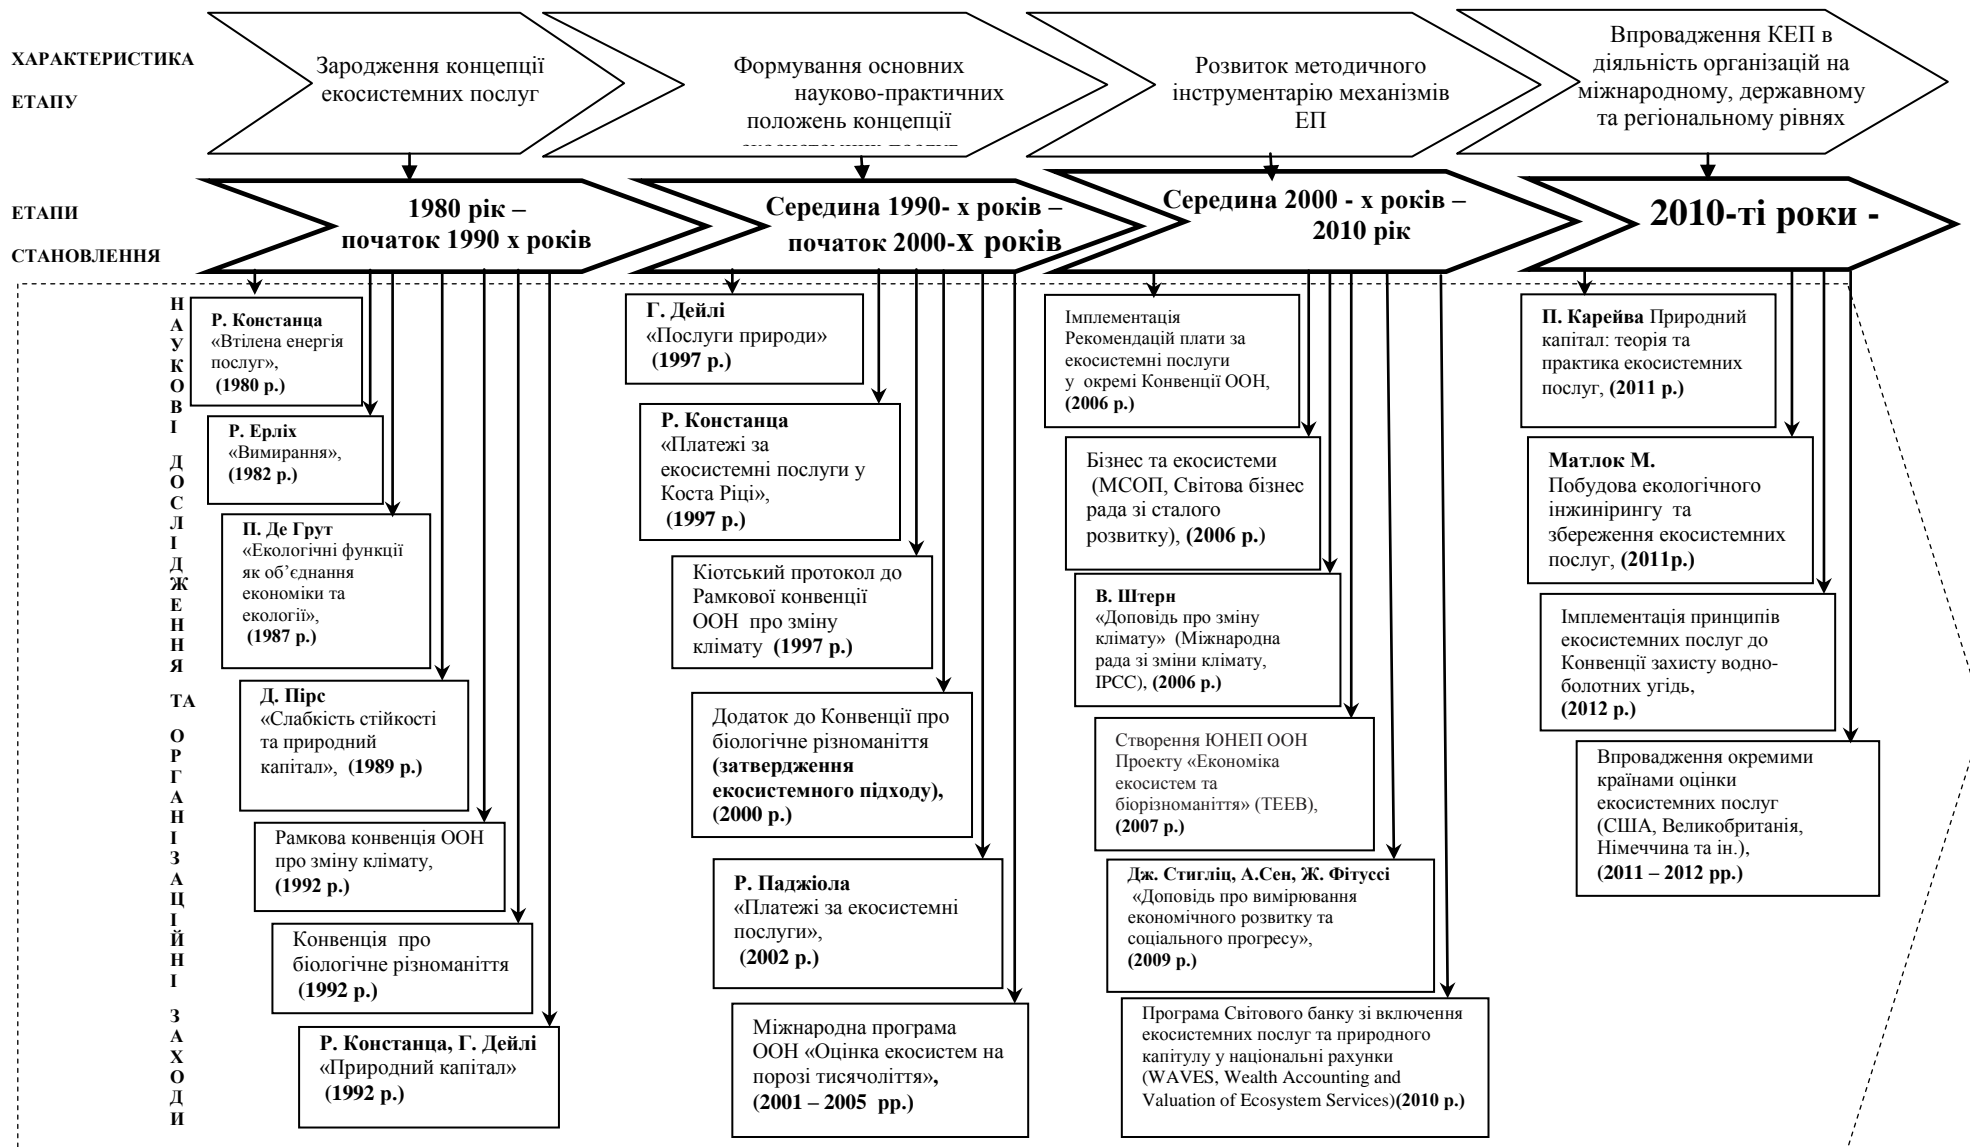 ХАРАКТЕРИСТИКА
ЕТАПУ
Зародження концепції
екосистемних послуг
Формування основних
науково-практичних
положень концепції
Розвиток методичного
інструментарію механізмів
ЕП
Впровадження КЕП в
діяльність організацій на
міжнародному, державному
та регіональному рівнях
ЕТАПИ
СТАНОВЛЕННЯ
1980 рік –
початок 1990 х років
Середина 1990- х років –
початок 2000-х років
Середина 2000 - х років –
2010 рік
2010-ті роки -
НАУКОВІ ДОСЛІДЖЕННЯ ТА ОРГАНІЗАЦІЙНІ ЗАХОДИ
Р. Констанца
«Втілена енергія
послуг»,
(1980 р.)
Р. Ерліх
«Вимирання»,
(1982 р.)
П. Де Грут
«Екологічні функції
як об’єднання
економіки та
екології»,
(1987 р.)
Д. Пірс
«Слабкість стійкості
та природний
капітал», (1989 р.)
Рамкова конвенція ООН
про зміну клімату,
(1992 р.)
Конвенція про
біологічне різноманіття
(1992 р.)
Р. Констанца, Г. Дейлі
«Природний капітал»
(1992 р.)
Г. Дейлі
«Послуги природи»
(1997 р.)
Р. Констанца
«Платежі за
екосистемні послуги у
Коста Ріці»,
(1997 р.)
Кіотський протокол до
Рамкової конвенції
ООН про зміну
клімату (1997 р.)
Додаток до Конвенції про
біологічне різноманіття
(затвердження
екосистемного підходу),
(2000 р.)
Р. Паджіола
«Платежі за екосистемні
послуги»,
(2002 р.)
Міжнародна програма
ООН «Оцінка екосистем на
порозі тисячоліття»,
(2001 – 2005 рр.)
Імплементація
Рекомендацій плати за
екосистемні послуги
у окремі Конвенції ООН,
(2006 р.)
Бізнес та екосистеми
(МСОП, Світова бізнес
рада зі сталого
розвитку), (2006 р.)
В. Штерн
«Доповідь про зміну
клімату» (Міжнародна
рада зі зміни клімату,
IPCC), (2006 р.)
Створення ЮНЕП ООН
Проекту «Економіка
екосистем та
біорізноманіття» (ТЕЕВ),
(2007 р.)
Дж. Стигліц, А.Сен, Ж. Фітуссі
«Доповідь про вимірювання
економічного розвитку та
соціального прогресу»,
(2009 р.)
Програма Світового банку зі включення
екосистемних послуг та природного
капітулу у національні рахунки
(WAVES, Wealth Accounting and
Valuation of Ecosystem Services)(2010 р.)
П. Карейва Природний
капітал: теорія та
практика екосистемних
послуг, (2011 р.)
Матлок М.
Побудова екологічного
інжинірингу та
збереження екосистемних
послуг, (2011р.)
Імплементація принципів
екосистемних послуг до
Конвенції захисту водно-
болотних угідь,
(2012 р.)
Впровадження окремими
країнами оцінки
екосистемних послуг
(США, Великобританія,
Німеччина та ін.),
(2011 – 2012 рр.)